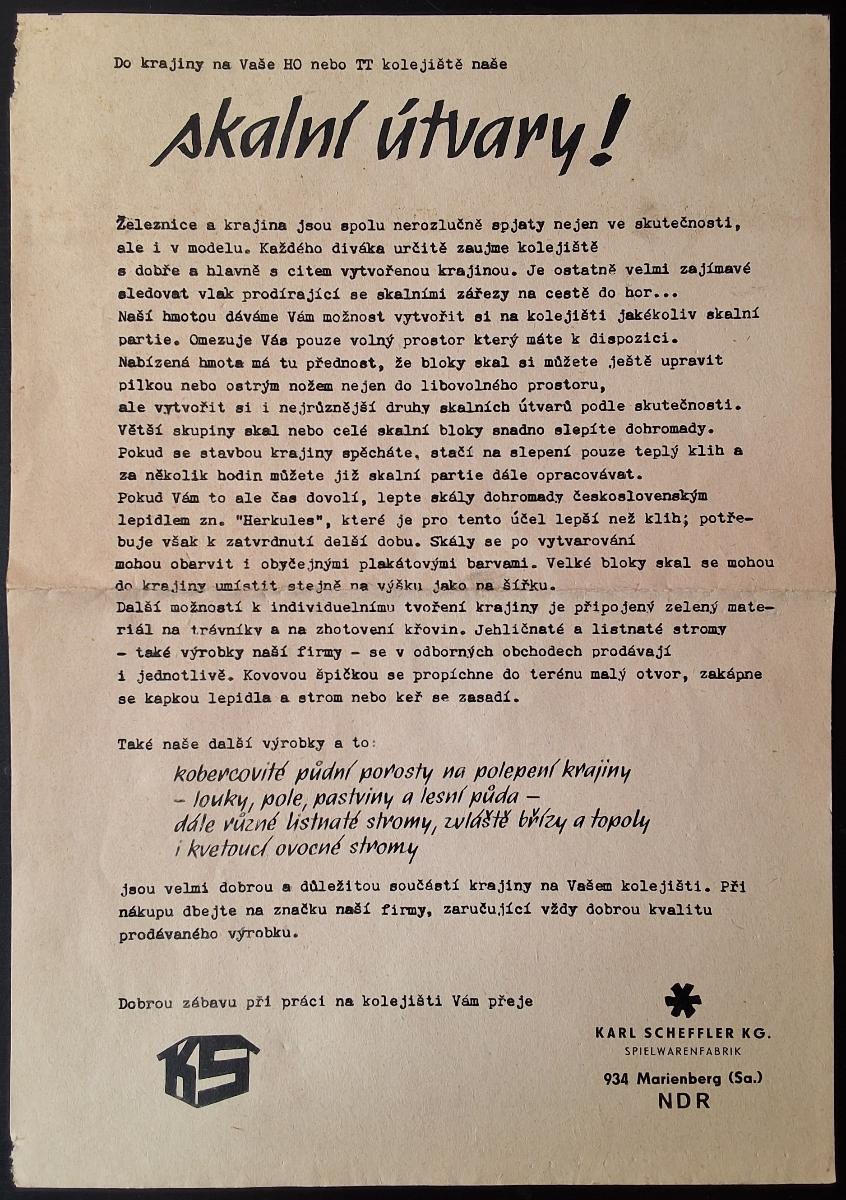 Do krajiny na Vaše HO nebo TT kolejiště naše
skalní útvary!
Železnice a krajina jsou spolu nerozlučně spjaty nejen ve skutečnosti,
ale i v modelu. Každého diváka určitě zaujme kolejiště
s dobře a hlavně s citem vytvořenou krajinou. Je ostatně velmi zajímavé
sledovat vlak prodírající se skalními zářezy na cestě do hor...
Naší hmotou dáváme Vám možnost vytvořit si na kolejišti jakékoliv skalní
partie. Omezuje Vás pouze volný prostor který máte k dispozici.
Nabízená hmota má tu přednost, že bloky skal si můžete ještě upravit
pilkou nebo ostrým nožem nejen do libovolného prostoru,
ale vytvořit si i nejrůznější druhy skalních útvarů podle skutečnosti.
Větší skupiny skal nebo celé skalní bloky snadno slepíte dohromady.
Pokud se stavbou krajiny spěcháte, stačí na slepení pouze teplý klih a
za několik hodin můžete již skalní partie dále opracovávat.
Pokud Vám to ale čas dovolí, lepte skály dohromady československým
lepidlem zn. "Herkules", které je pro tento účel lepší než klih; potře-
buje však k zatvrdnutí delší dobu. Skály se po vytvarování
mohou obarvit i obyčejnými plakátovými barvami. Velké bloky skal se mohou
do krajiny umístit stejně na výšku jako na šířku.
Další možností k individuelnímu tvoření krajiny je připojený zelený mate-
riál na trávníky a na zhotovení křovin. Jehličnaté a listnaté stromy
- také výrobky naší firmy - se v odborných obchodech prodávají
i jednotlivě. Kovovou špičkou se propíchne do terénu malý otvor, zakápne
se kapkou lepidla a strom nebo keř se zasadí.
Také naše další výrobky a to:
kobercovité půdní porosty na polepení krajiny
– louky, pole, pastviny a lesní půda –
dále různé listnaté stromy, zvláště břízy a topoly
i kvetoucí ovocné stromy
jsou velmi dobrou a důležitou součástí krajiny na Vašem kolejišti. Při
nákupu dbejte na značku naší firmy, zaručující vždy dobrou kvalitu
prodávaného výrobku.
Dobrou zábavu při práci na kolejišti Vám přeje
KS
KARL SCHEFFLER KG.
SPIELWARENFABRIK
934 Marienberg (Sa.)
NDR